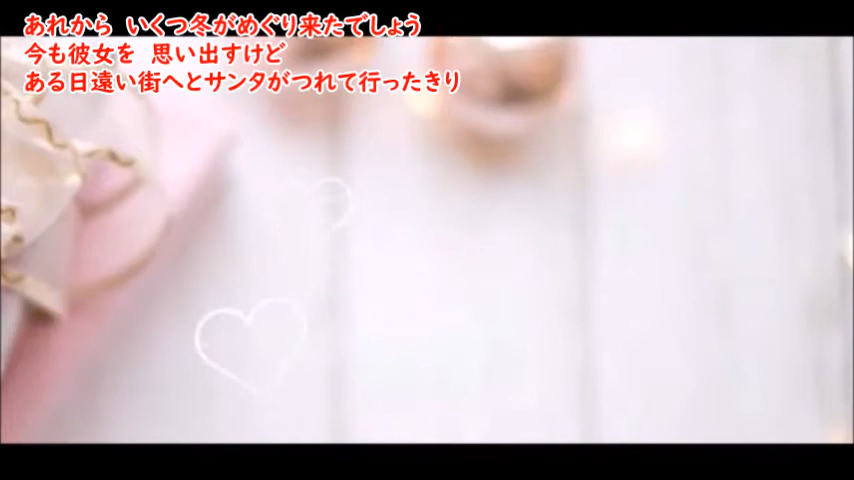 あれから　いくつ冬がめぐり来たでしょう
今も彼女を　思い出すけど
ある日遠い街へとサンタがつれて行ったきり